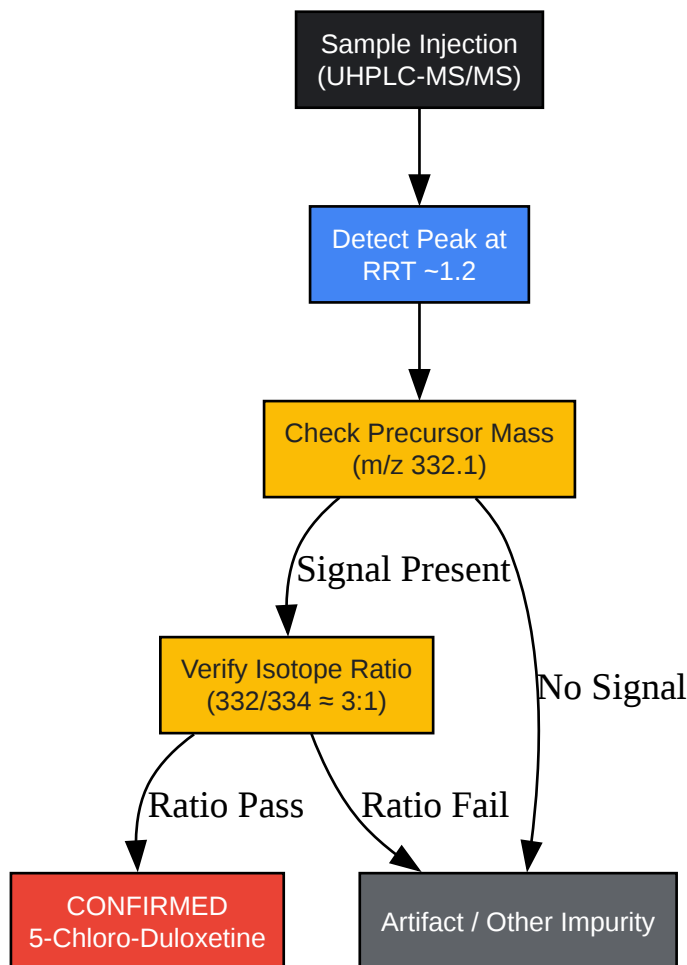 Sample Injection
(UHPLC-MS/MS)
Detect Peak at
RRT ~1.2
Check Precursor Mass
(m/z 332.1)
Signal Present
No Signal
Verify Isotope Ratio
(332/334 ≈ 3:1)
Ratio Pass
Ratio Fail
CONFIRMED
5-Chloro-Duloxetine
Artifact / Other Impurity